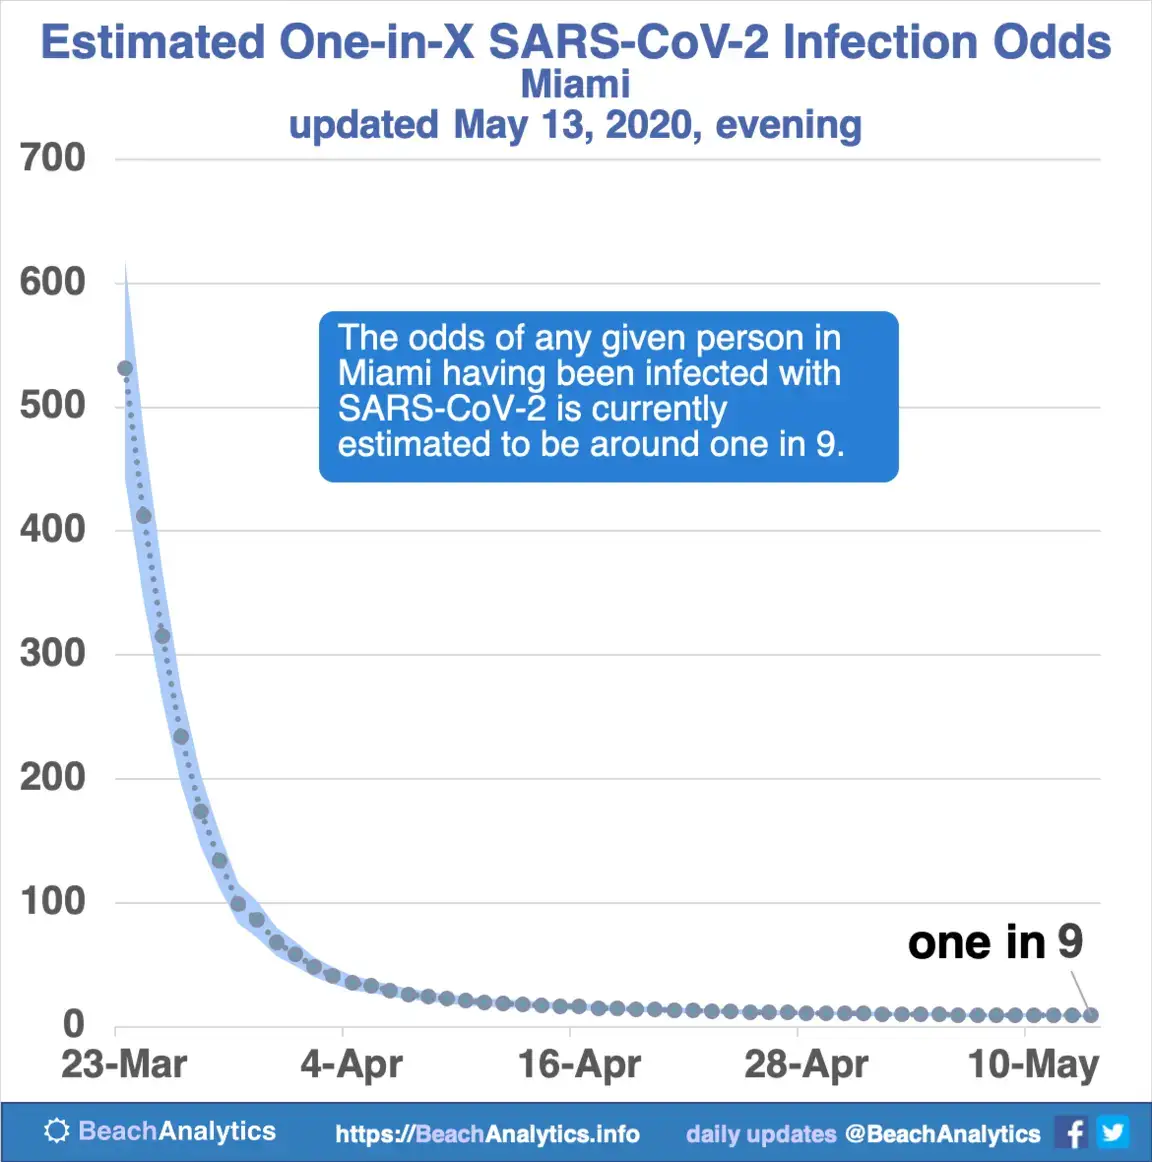 Estimated One-in-X SARS-CoV-2 Infection Odds
Miami
updated May 13, 2020, evening
700
600
500
400
300
200
100
0
The odds of any given person in
Miami having been infected with
SARS-CoV-2 is currently
estimated to be around one in 9.
one in 9
23-Mar 4-Apr 16-Apr 28-Apr 10-May
BeachAnalytics https://BeachAnalytics.info daily updates @BeachAnalytics